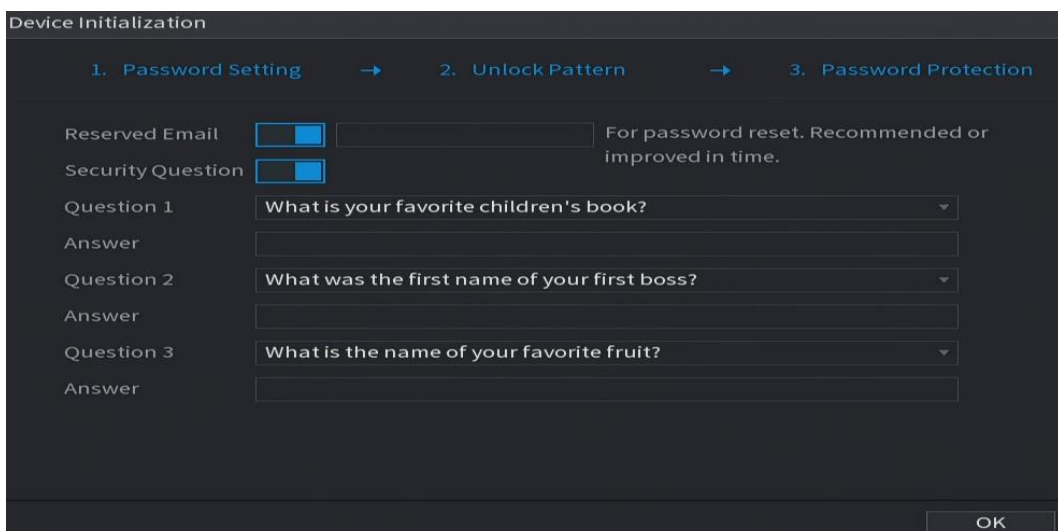 Device Initialization
1. Password Setting → 2. Unlock Pattern → 3. Password Protection
Reserved Email For password reset. Recommended or
improved in time.
Security Question
Question 1 What is your favorite children's book?
Answer
Question 2 What was the first name of your first boss?
Answer
Question 3 What is the name of your favorite fruit?
Answer
OK